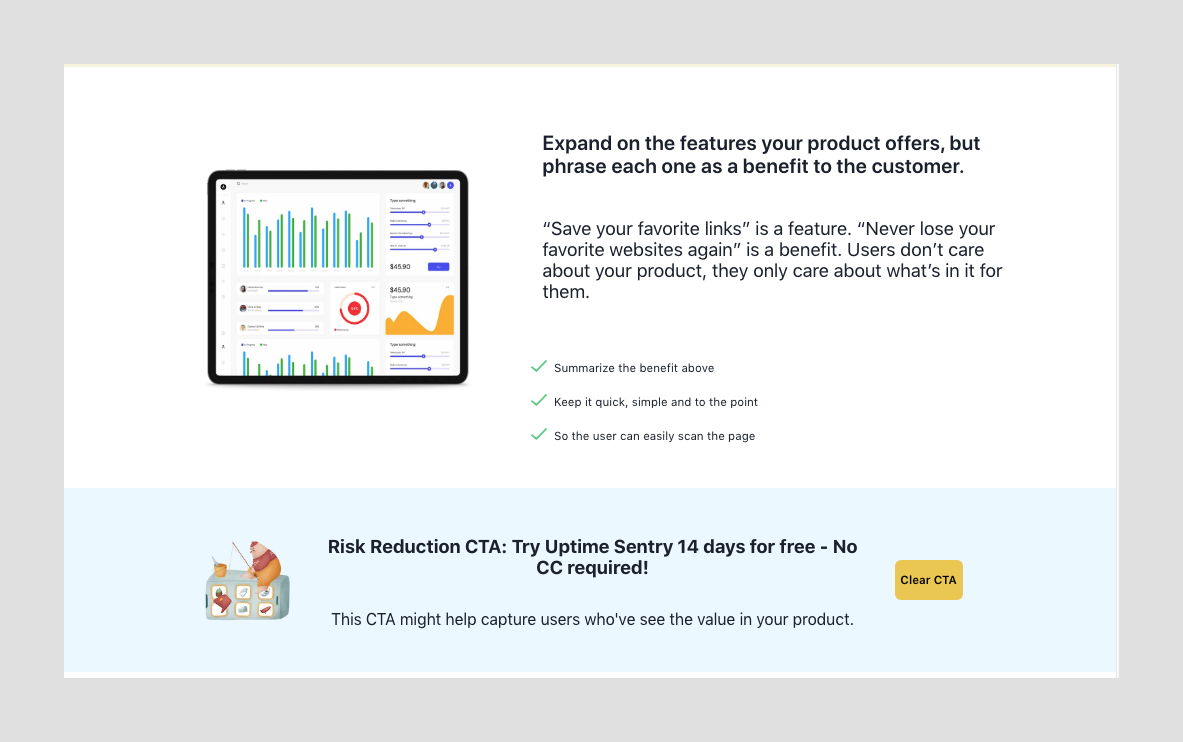 Expand on the features your product offers, but
phrase each one as a benefit to the customer.
“Save your favorite links” is a feature. “Never lose your
favorite websites again” is a benefit. Users don’t care
about your product, they only care about what’s in it for
them.
Type something
$45.90
$45.90
Type something
Type something
Summarize the benefit above
Keep it quick, simple and to the point
So the user can easily scan the page
Risk Reduction CTA: Try Uptime Sentry 14 days for free - No
CC required!
Clear CTA
This CTA might help capture users who've see the value in your product.